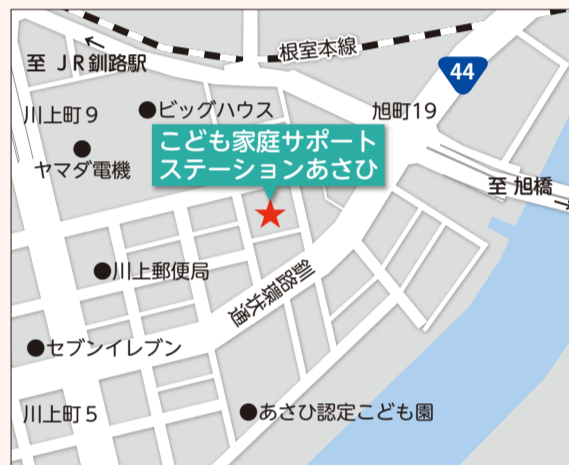 根室本線
至 JR釧路駅
44
川上町9
ビッグハウス
旭町19
ヤマダ電機
こども家庭サポート
ステーションあさひ
至 旭橋
川上郵便局
釧路環状通
セブンイレブン
川上町5
あさひ認定こども園